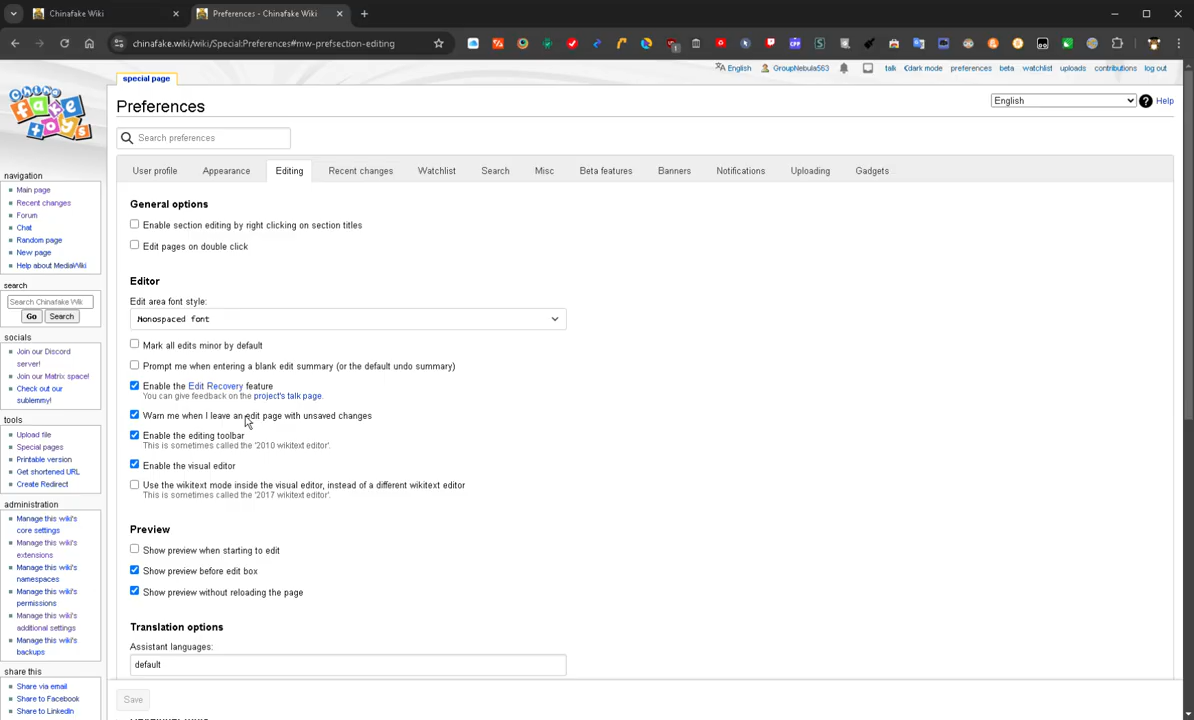 Chinafake Wiki
Preferences - Chinafake Wiki
chinafake.wiki/wiki/Special:Preferences#mw-prefsection-editing
English
GroupNebula563
talk
dark mode
preferences
beta
watchlist
uploads
contributions
log out
special page
Preferences
English
Help
Search preferences
User profile
Appearance
Editing
Recent changes
Watchlist
Search
Misc
Beta features
Banners
Notifications
Uploading
Gadgets
navigation
Main page
Recent changes
Forum
Chat
Random page
New page
Help about MediaWiki
search
Search Chinafake Wik
Go
Search
socials
Join our Discord
server!
Join our Matrix space!
Check out our
sublemmy!
tools
Upload file
Special pages
Printable version
Get shortened URL
Create Redirect
administration
Manage this wiki's
core settings
Manage this wiki's
extensions
Manage this wiki's
namespaces
Manage this wiki's
permissions
Manage this wiki's
additional settings
Manage this wiki's
backups
share this
Share via email
Share to Facebook
Share to LinkedIn
General options
Enable section editing by right clicking on section titles
Edit pages on double click
Editor
Edit area font style:
Monospaced font
Mark all edits minor by default
Prompt me when entering a blank edit summary (or the default undo summary)
Enable the Edit Recovery feature
You can give feedback on the project's talk page.
Warn me when I leave an edit page with unsaved changes
Enable the editing toolbar
This is sometimes called the '2010 wikitext editor'.
Enable the visual editor
Use the wikitext mode inside the visual editor, instead of a different wikitext editor
This is sometimes called the '2017 wikitext editor'.
Preview
Show preview when starting to edit
Show preview before edit box
Show preview without reloading the page
Translation options
Assistant languages:
default
Save